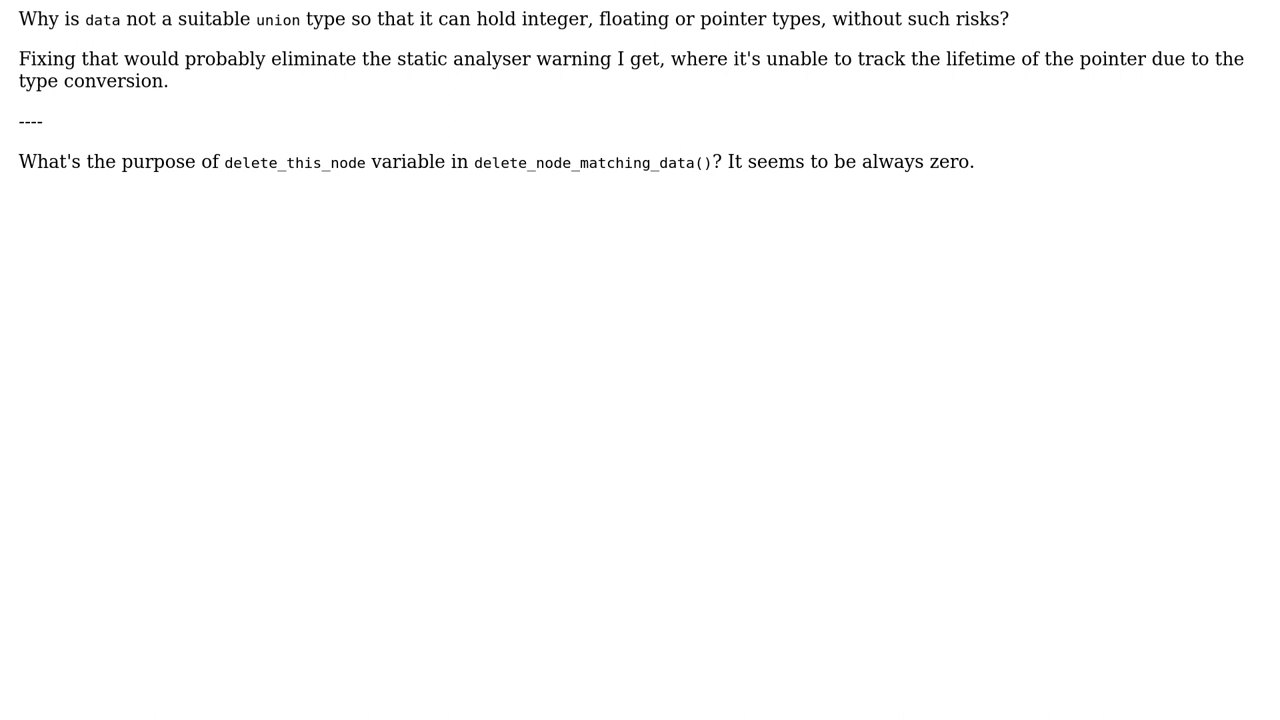 Why is data not a suitable union type so that it can hold integer, floating or pointer types, without such risks?
Fixing that would probably eliminate the static analyser warning I get, where it's unable to track the lifetime of the pointer due to the
type conversion.
----
What's the purpose of delete_this_node variable in delete_node_matching_data()? It seems to be always zero.